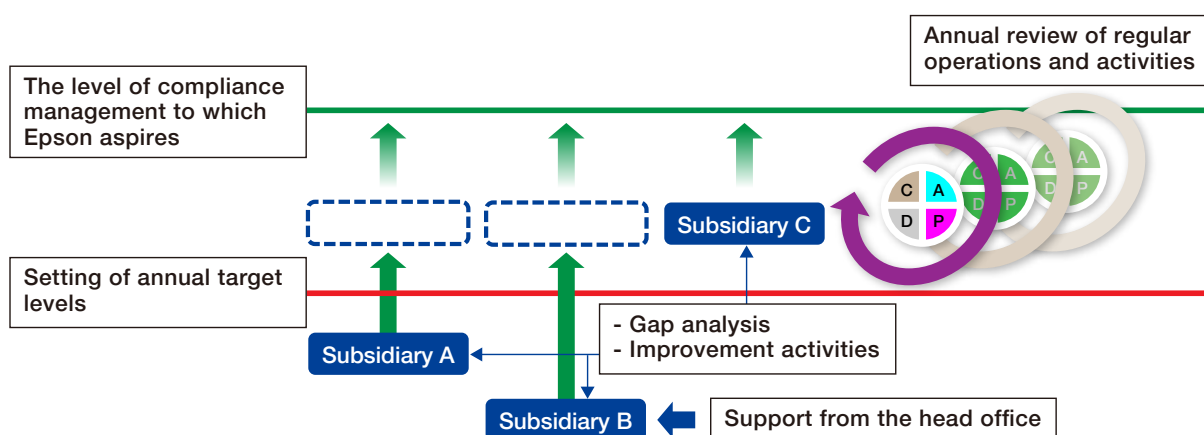 Annual review of regular
operations and activities
The level of compliance
management to which
Epson aspires
C A
D P
C A
D P
C A
D P
Subsidiary C
Setting of annual target
levels
- Gap analysis
- Improvement activities
Subsidiary A
Subsidiary B
Support from the head office